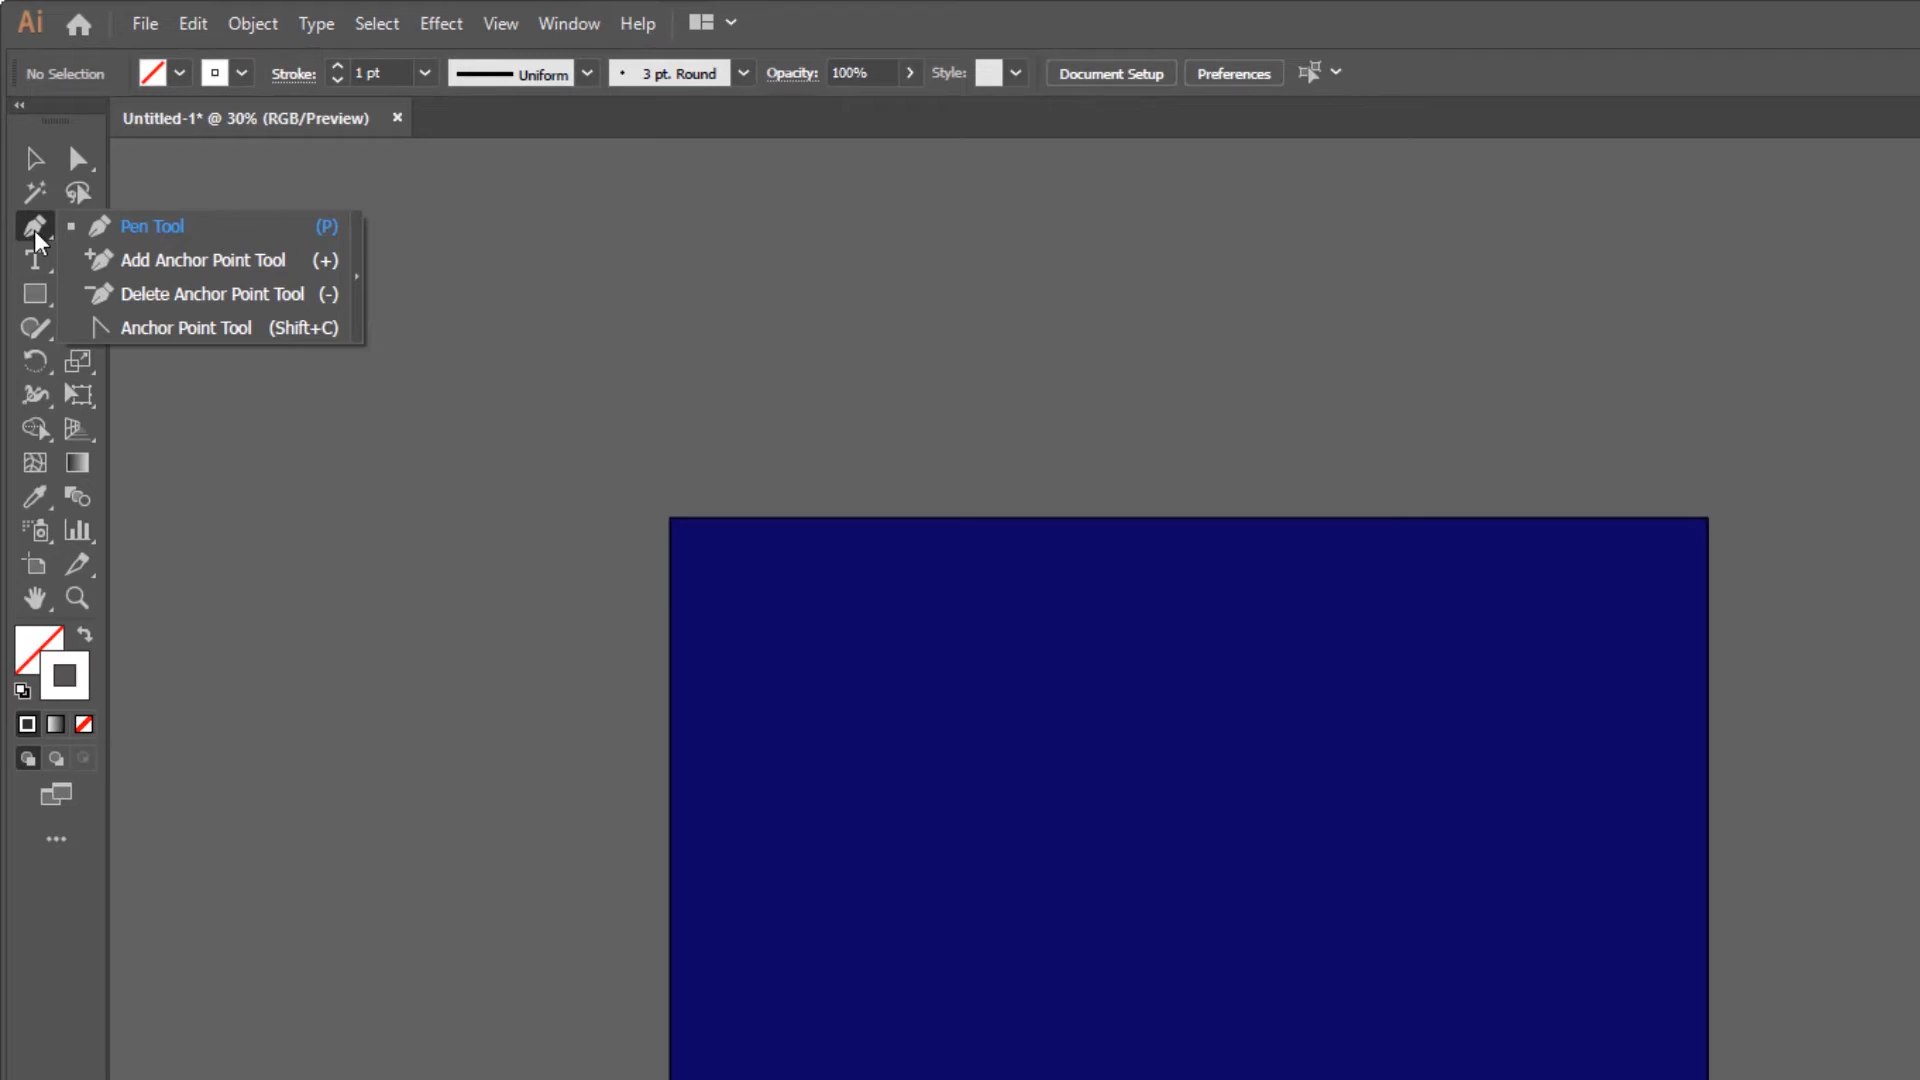 Ai File Edit Object Type Select Effect View Window Help
No Selection Stroke: 1 pt Uniform 3 pt. Round Opacity: 100% Style: Document Setup Preferences
Untitled-1* @ 30% (RGB/Preview) ×
Pen Tool (P)
Add Anchor Point Tool (+)
Delete Anchor Point Tool (-)
Anchor Point Tool (Shift+C)